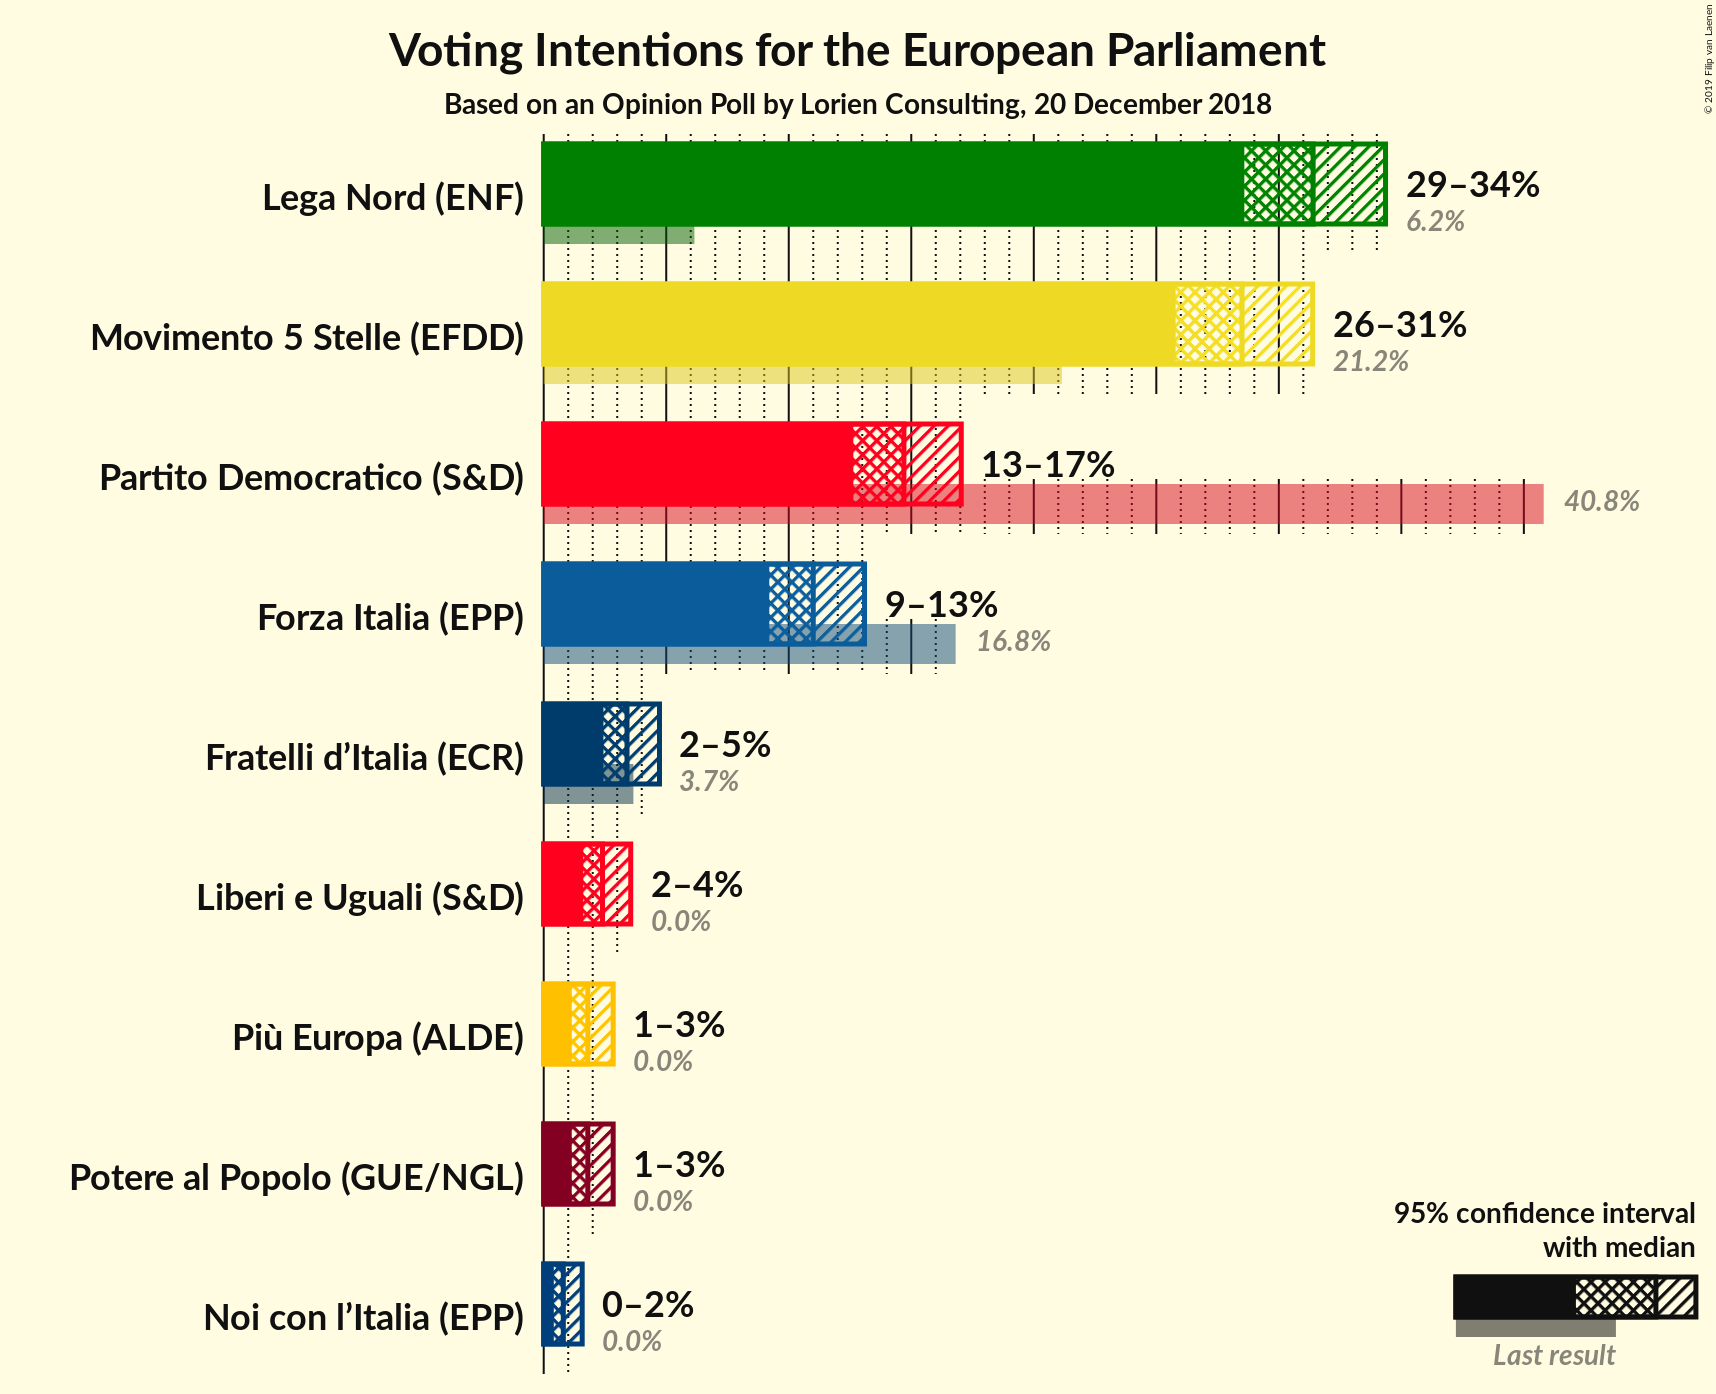 Voting Intentions for the European Parliament
Based on an Opinion Poll by Lorien Consulting, 20 December 2018
© 2019 Filip van Laenen
Lega Nord (ENF)
29–34%
6.2%
Movimento 5 Stelle (EFDD)
26–31%
21.2%
Partito Democratico (S&D)
13–17%
40.8%
Forza Italia (EPP)
9–13%
16.8%
Fratelli d’Italia (ECR)
2–5%
3.7%
Liberi e Uguali (S&D)
2–4%
0.0%
Più Europa (ALDE)
1–3%
0.0%
Potere al Popolo (GUE/NGL)
1–3%
0.0%
Noi con l’Italia (EPP)
0–2%
0.0%
95% confidence interval
with median
Last result